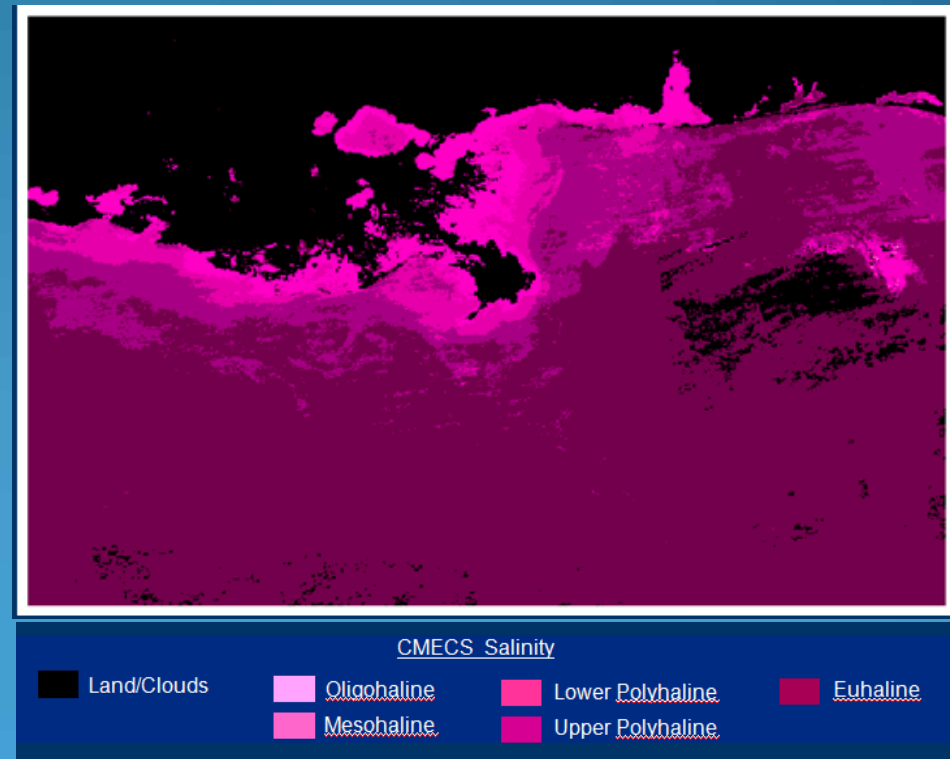 CMECS Salinity
Land/Clouds
Oligohaline
Mesohaline
Lower Polyhaline
Upper Polyhaline
Euhaline